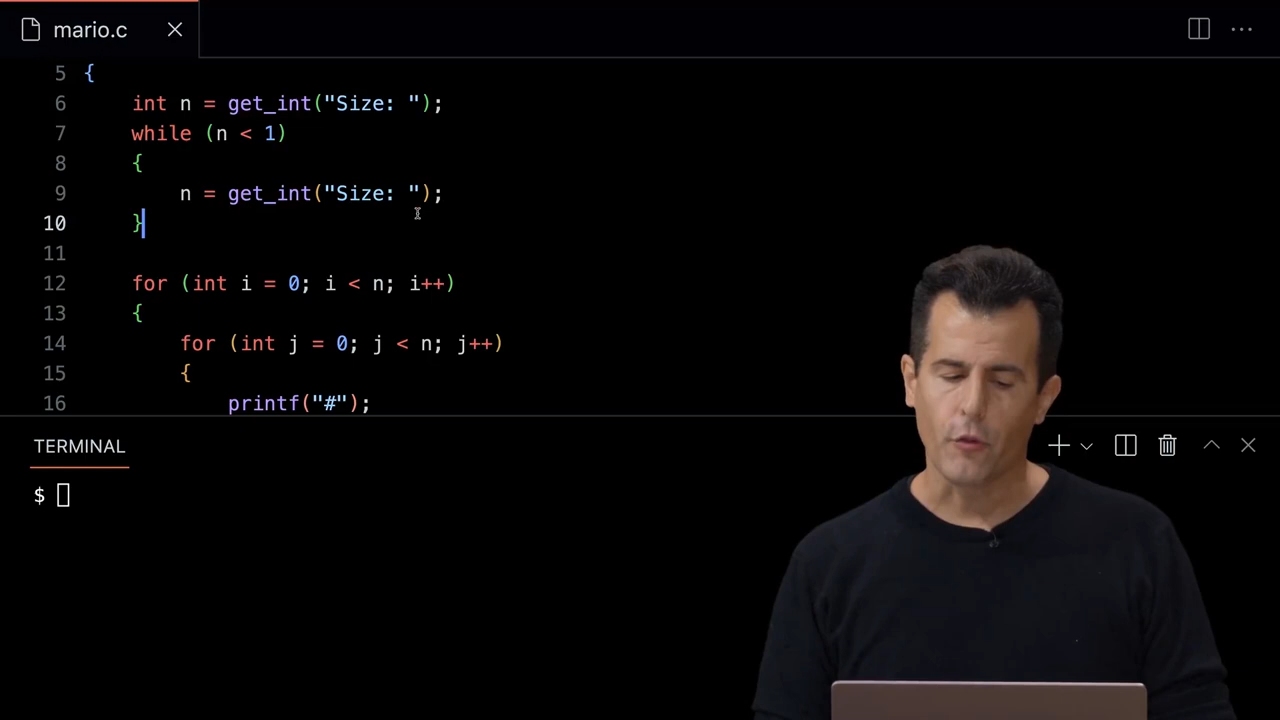 mario.c
5 {
6 int n = get_int("Size: ");
7 while (n < 1)
8 {
9 n = get_int("Size: ");
10 }
11
12 for (int i = 0; i < n; i++)
13 {
14 for (int j = 0; j < n; j++)
15 {
16 printf("#");
TERMINAL
$